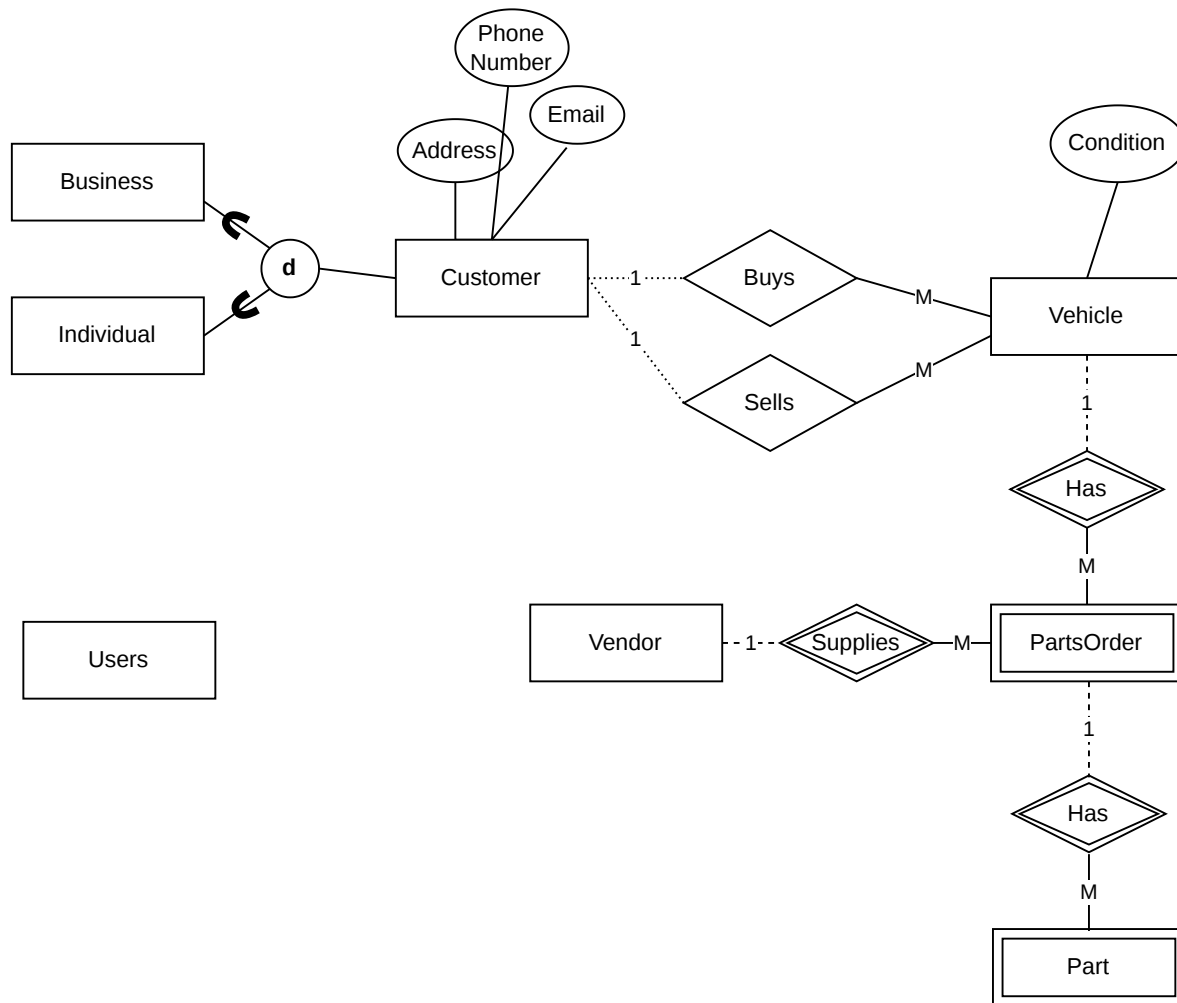 Phone
Number
Email
Address
Condition
Business
d
Customer
1
Buys
M
Vehicle
Individual
1
M
Sells
1
Has
M
Users
Vendor
1
Supplies
M
PartsOrder
1
Has
M
Part